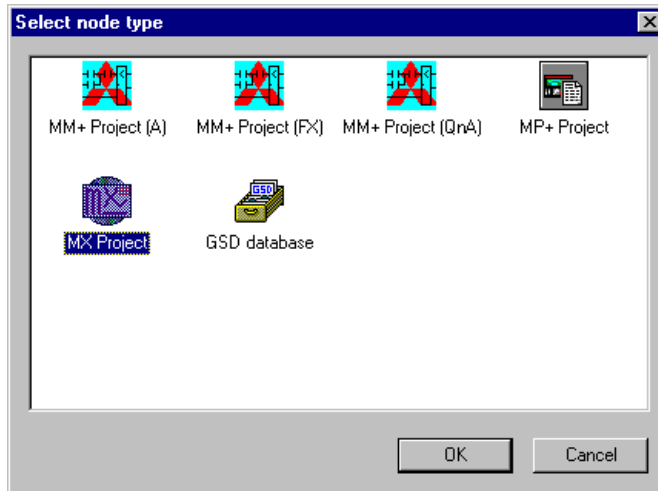 Select node type
MM+ Project (A) MM+ Project (FX) MM+ Project (QnA) MP+ Project
MX Project GSD database
OK Cancel